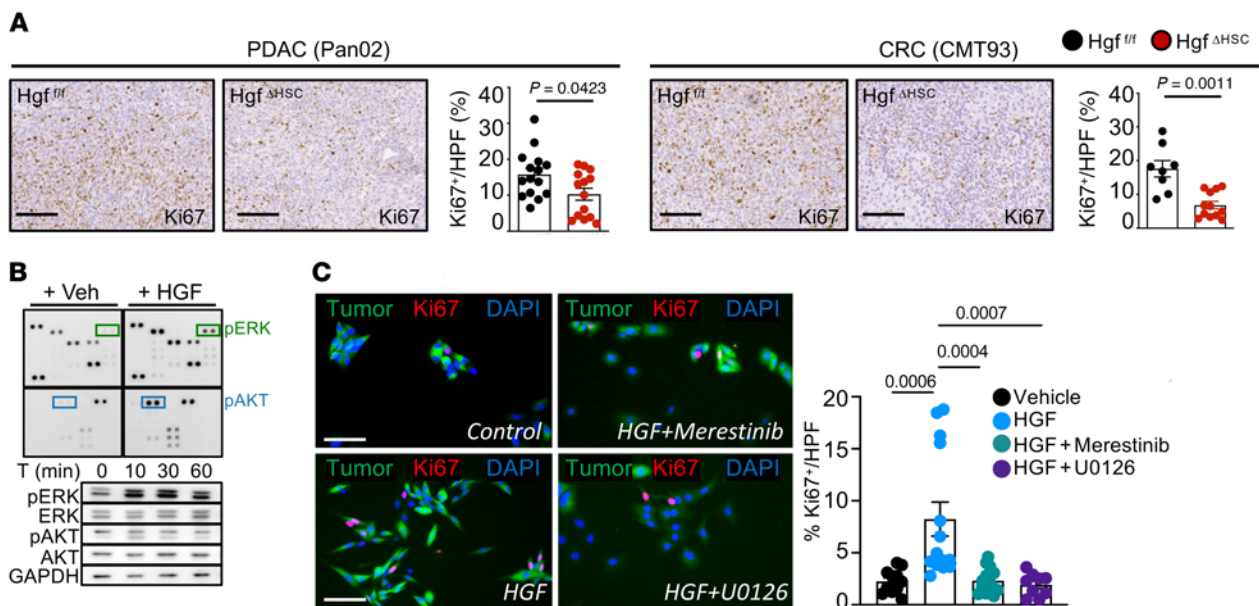 A
PDAC (Pan02)
CRC (CMT93)
Hgf f/f
Hgf ΔHSC
Hgf f/f
Ki67
Hgf ΔHSC
Ki67
Ki67+/HPF (%)
40
30
20
10
0
P = 0.0423
Hgf f/f
Ki67
Hgf ΔHSC
Ki67
Ki67+/HPF (%)
40
30
20
10
0
P = 0.0011
B
+ Veh
+ HGF
pERK
pAKT
T (min) 0 10 30 60
pERK
ERK
pAKT
AKT
GAPDH
C
Tumor Ki67 DAPI
Control
Tumor Ki67 DAPI
HGF+Merestinib
Tumor Ki67 DAPI
HGF
Tumor Ki67 DAPI
HGF+U0126
% Ki67+/HPF
20
15
10
5
0
0.0007
0.0004
0.0006
Vehicle
HGF
HGF+Merestinib
HGF+U0126